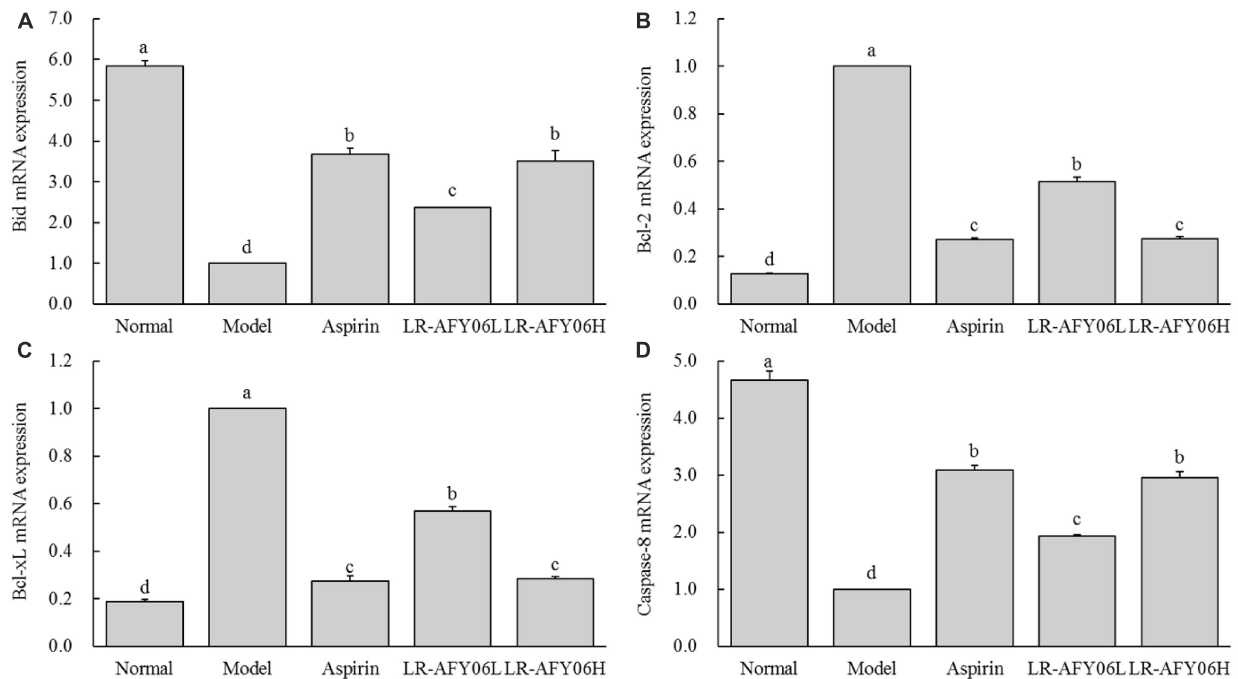 A
Bid mRNA expression
7.0
6.0
5.0
4.0
3.0
2.0
1.0
0.0
a
d
b
c
b
Normal Model Aspirin LR-AFY06L LR-AFY06H
B
Bcl-2 mRNA expression
1.2
1.0
0.8
0.6
0.4
0.2
0.0
d
a
c
b
c
Normal Model Aspirin LR-AFY06L LR-AFY06H
C
Bcl-xL mRNA expression
1.2
1.0
0.8
0.6
0.4
0.2
0.0
d
a
c
b
c
Normal Model Aspirin LR-AFY06L LR-AFY06H
D
Caspase-8 mRNA expression
5.0
4.0
3.0
2.0
1.0
0.0
a
d
b
c
b
Normal Model Aspirin LR-AFY06L LR-AFY06H